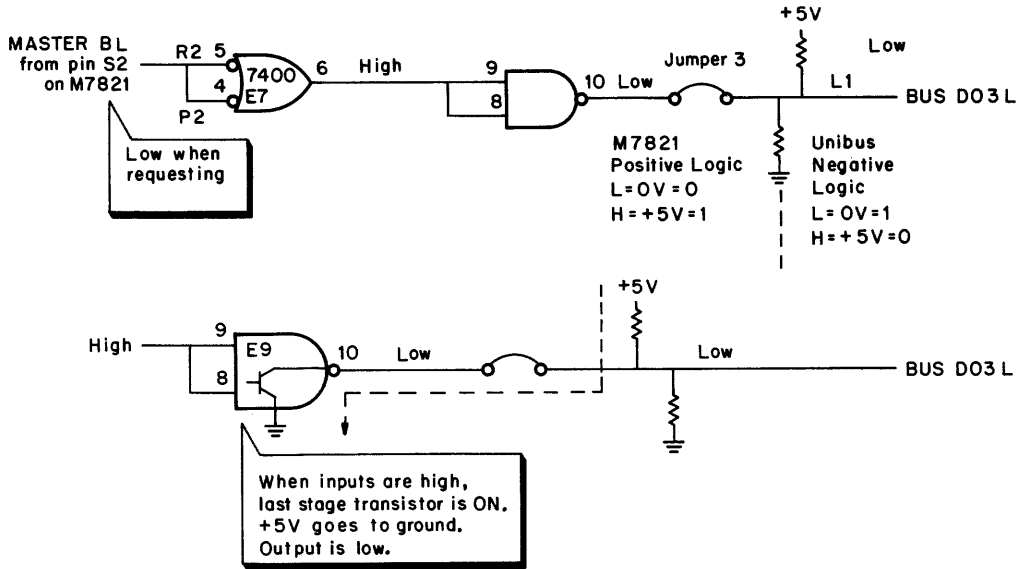 MASTER BL
from pin S2
on M7821
R2
5
4
P2
7400
E7
6
High
9
8
10
Low
Jumper 3
+5V
Low
L1
BUS D03 L
Low when
requesting
M7821
Positive Logic
L=0V=0
H=+5V=1
Unibus
Negative
Logic
L=0V=1
H=+5V=0
High
9
8
E9
10
Low
+5V
Low
BUS D03 L
When inputs are high,
last stage transistor is ON.
+5V goes to ground.
Output is low.